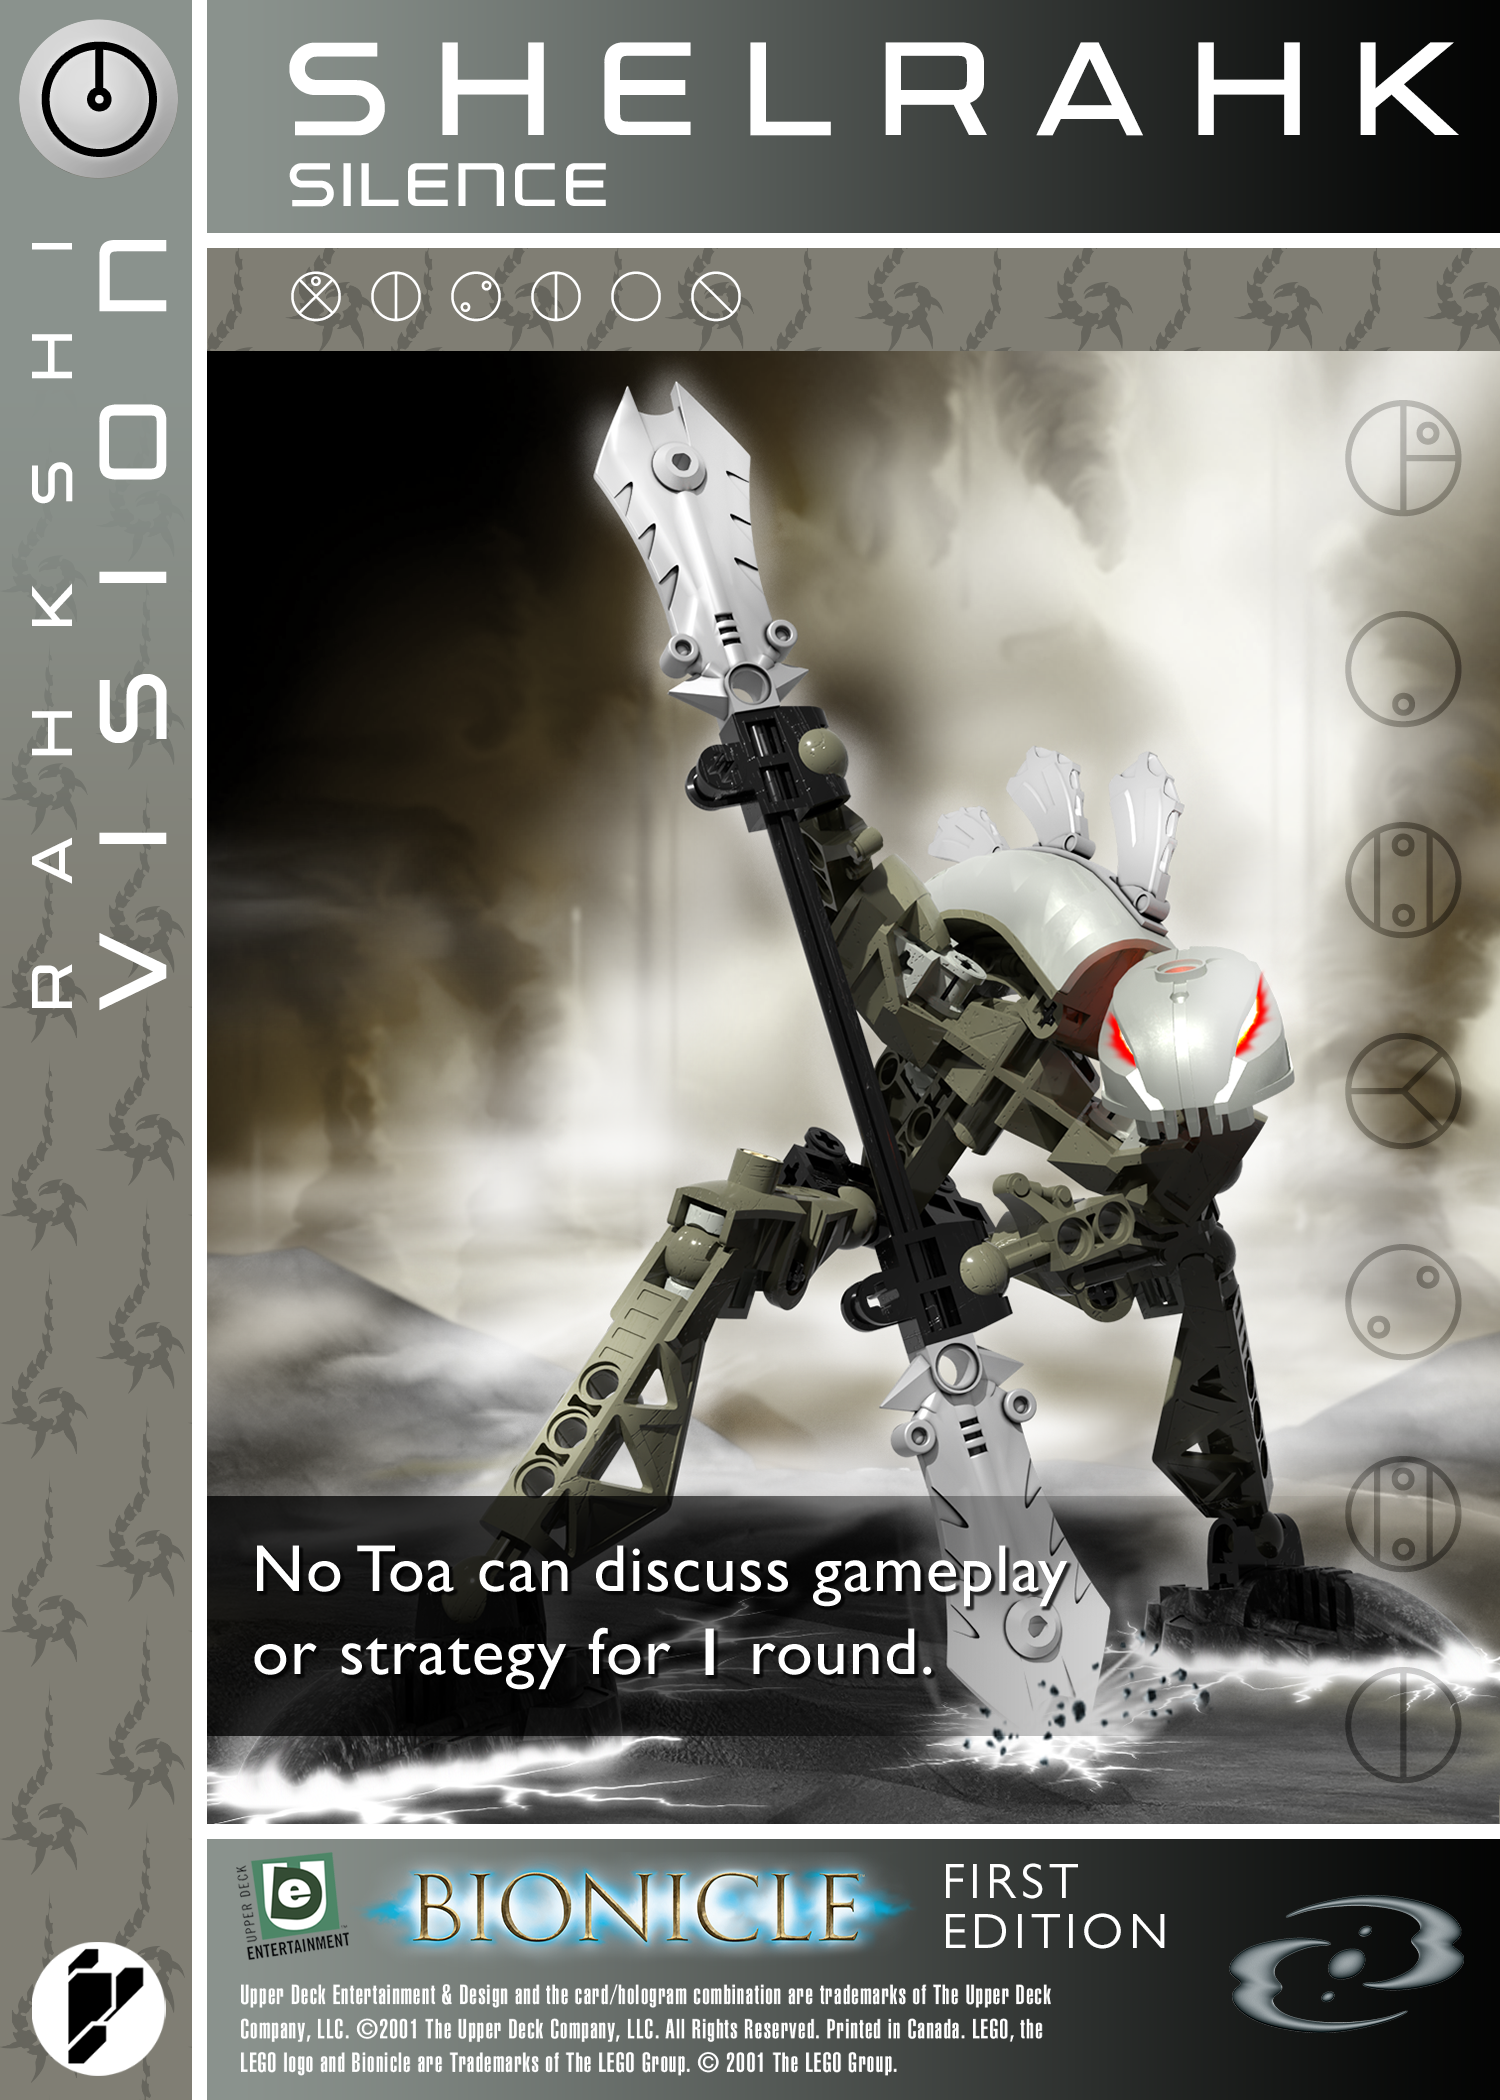 SHELRAHK
SILENCE
RAHKSHI
VISION
No Toa can discuss gameplay
or strategy for 1 round.
UPPER DECK
e
ENTERTAINMENT
BIONICLE
FIRST
EDITION
Upper Deck Entertainment & Design and the card/hologram combination are trademarks of The Upper Deck
Company, LLC. ©2001 The Upper Deck Company, LLC. All Rights Reserved. Printed in Canada. LEGO, the
LEGO logo and Bionicle are Trademarks of The LEGO Group. © 2001 The LEGO Group.